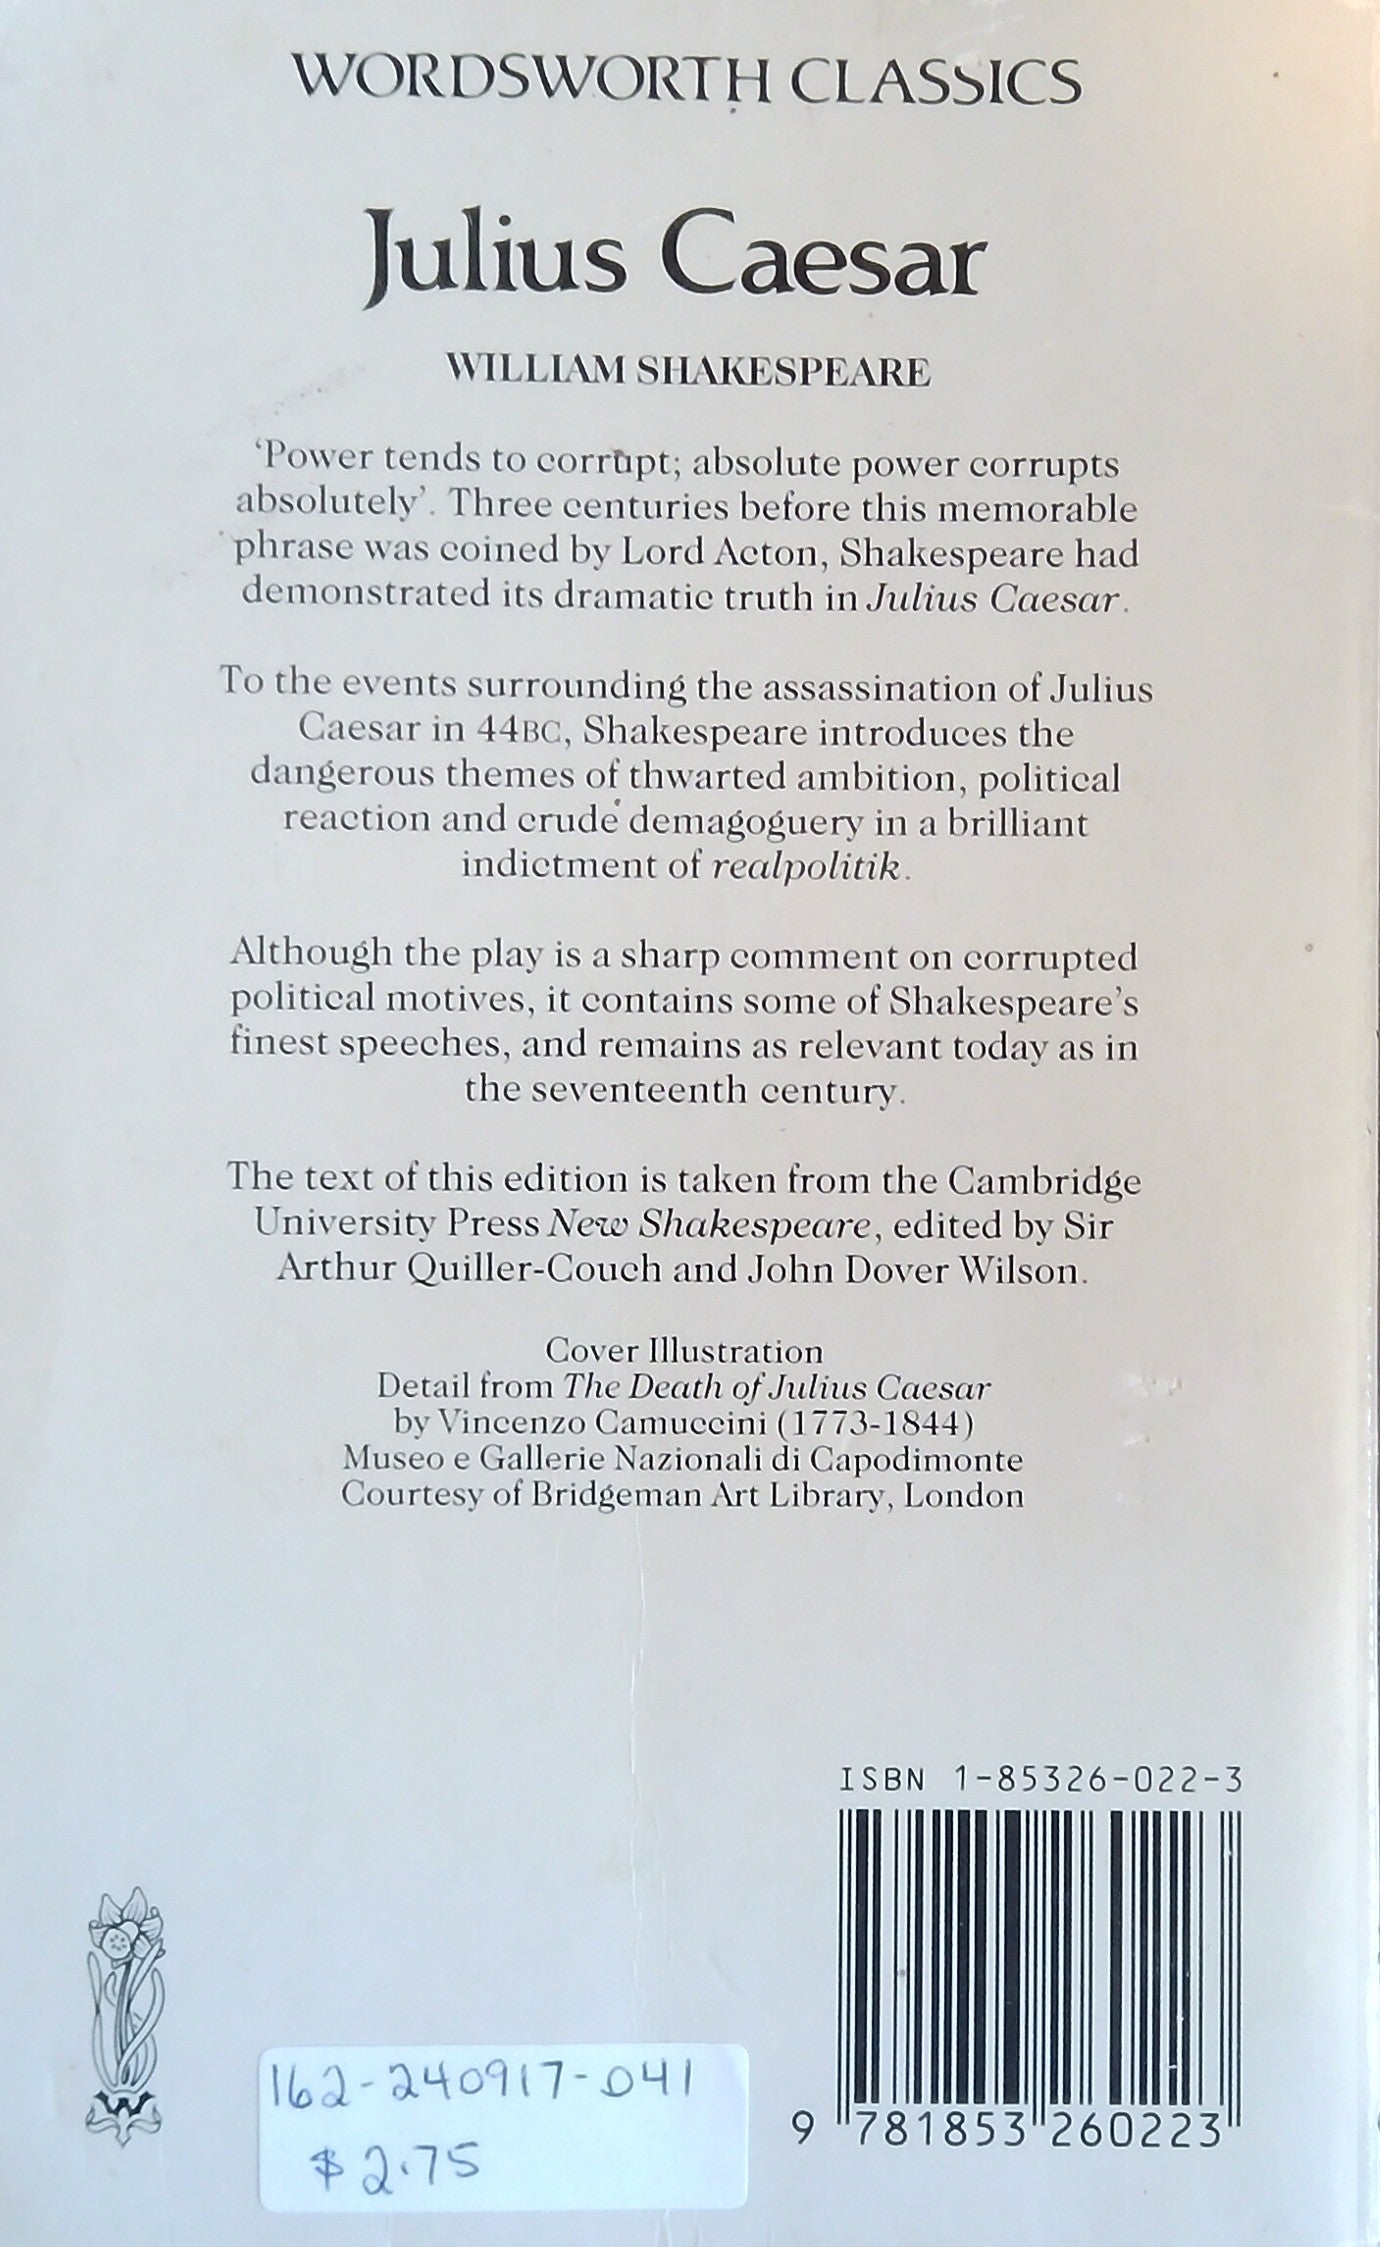 WORDSWORTH CLASSICS
Julius Caesar
WILLIAM SHAKESPEARE
‘Power tends to corrupt; absolute power corrupts
absolutely’. Three centuries before this memorable
phrase was coined by Lord Acton, Shakespeare had
demonstrated its dramatic truth in Julius Caesar.
To the events surrounding the assassination of Julius
Caesar in 44BC, Shakespeare introduces the
dangerous themes of thwarted ambition, political
reaction and crude demagoguery in a brilliant
indictment of realpolitik.
Although the play is a sharp comment on corrupted
political motives, it contains some of Shakespeare's
finest speeches, and remains as relevant today as in
the seventeenth century.
The text of this edition is taken from the Cambridge
University Press New Shakespeare, edited by Sir
Arthur Quiller-Couch and John Dover Wilson.
Cover Illustration
Detail from The Death of Julius Caesar
by Vincenzo Camuccini (1773-1844)
Museo e Gallerie Nazionali di Capodimonte
Courtesy of Bridgeman Art Library, London
ISBN 1-85326-022-3
9 781853 260223
W
162-240917-041
$2.75